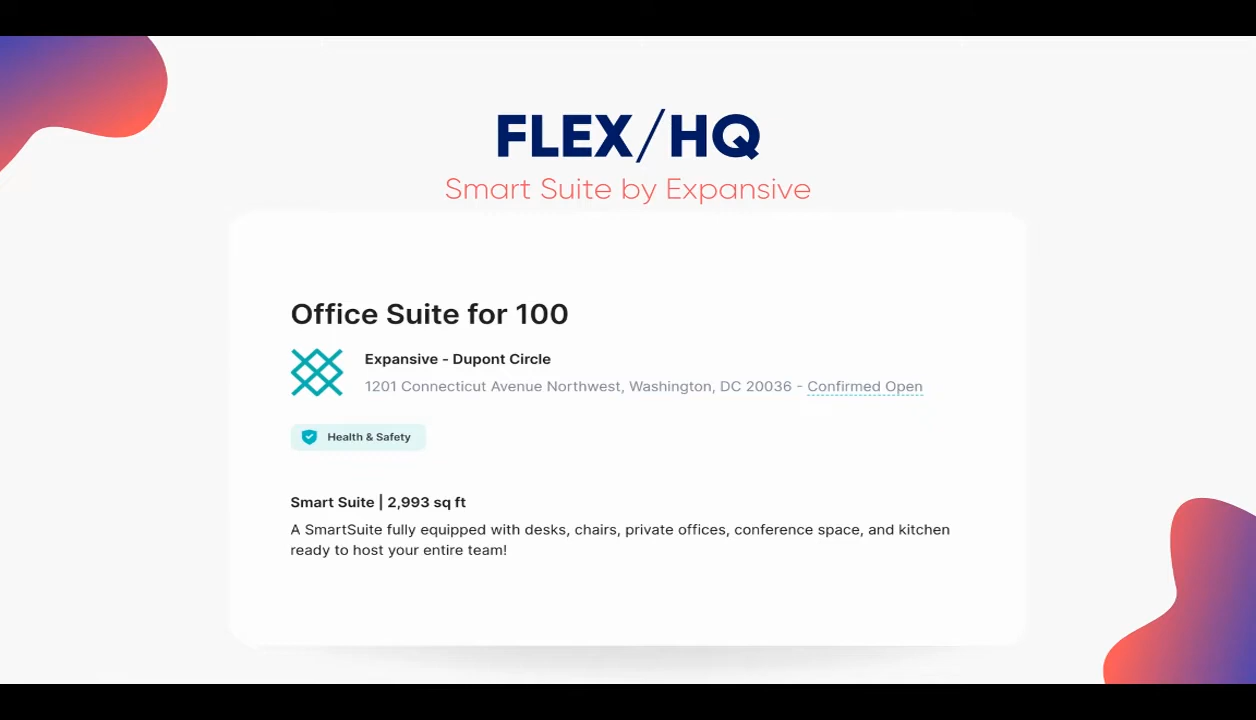 FLEX/HQ
Smart Suite by Expansive
Office Suite for 100
Expansive - Dupont Circle
1201 Connecticut Avenue Northwest, Washington, DC 20036 - Confirmed Open
Health & Safety
Smart Suite | 2,993 sq ft
A SmartSuite fully equipped with desks, chairs, private offices, conference space, and kitchen
ready to host your entire team!